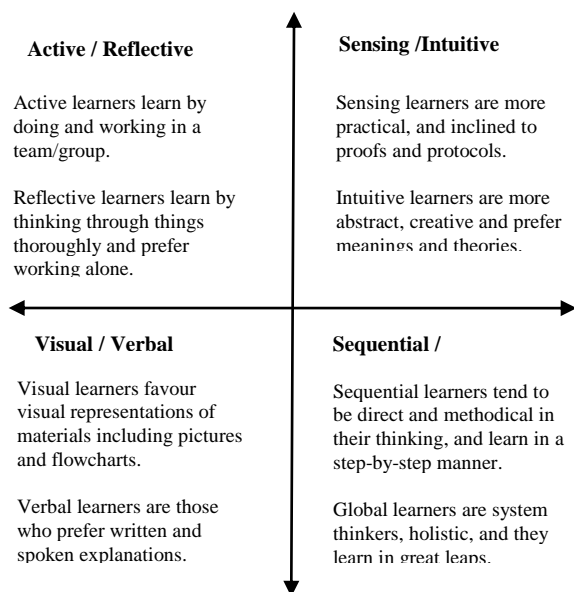 Active / Reflective
Active learners learn by
doing and working in a
team/group.
Reflective learners learn by
thinking through things
thoroughly and prefer
working alone.
Sensing /Intuitive
Sensing learners are more
practical, and inclined to
proofs and protocols.
Intuitive learners are more
abstract, creative and prefer
meanings and theories.
Visual / Verbal
Visual learners favour
visual representations of
materials including pictures
and flowcharts.
Verbal learners are those
who prefer written and
spoken explanations.
Sequential /
Sequential learners tend to
be direct and methodical in
their thinking, and learn in a
step-by-step manner.
Global learners are system
thinkers, holistic, and they
learn in great leaps.